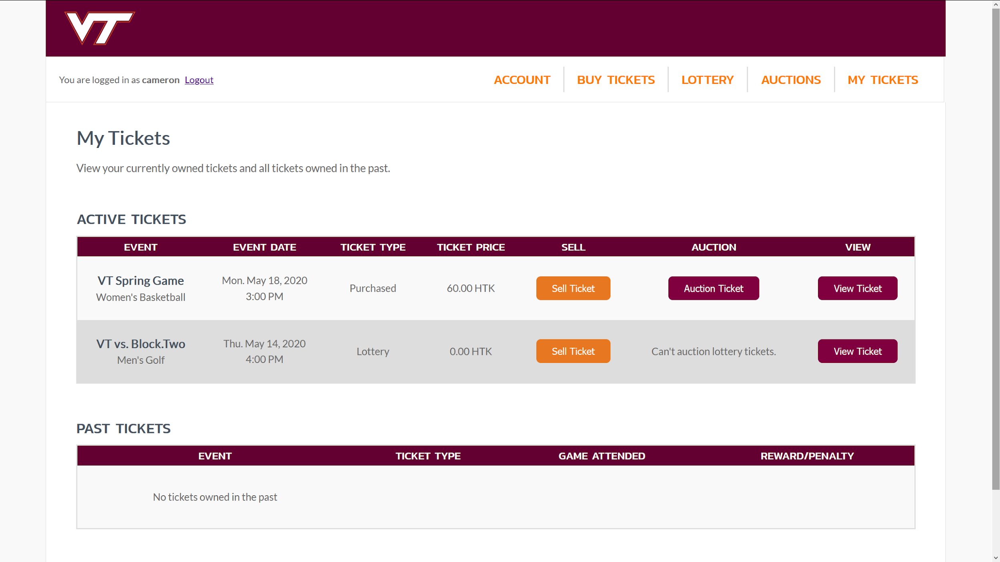 VT
You are logged in as cameron Logout
ACCOUNT
BUY TICKETS
LOTTERY
AUCTIONS
MY TICKETS
My Tickets
View your currently owned tickets and all tickets owned in the past.
ACTIVE TICKETS
EVENT EVENT DATE TICKET TYPE TICKET PRICE SELL AUCTION VIEW
VT Spring Game
Women's Basketball
Mon. May 18, 2020
3:00 PM
Purchased
60.00 HTK
Sell Ticket
Auction Ticket
View Ticket
VT vs. Block.Two
Men's Golf
Thu. May 14, 2020
4:00 PM
Lottery
0.00 HTK
Sell Ticket
Can't auction lottery tickets.
View Ticket
PAST TICKETS
EVENT TICKET TYPE GAME ATTENDED REWARD/PENALTY
No tickets owned in the past